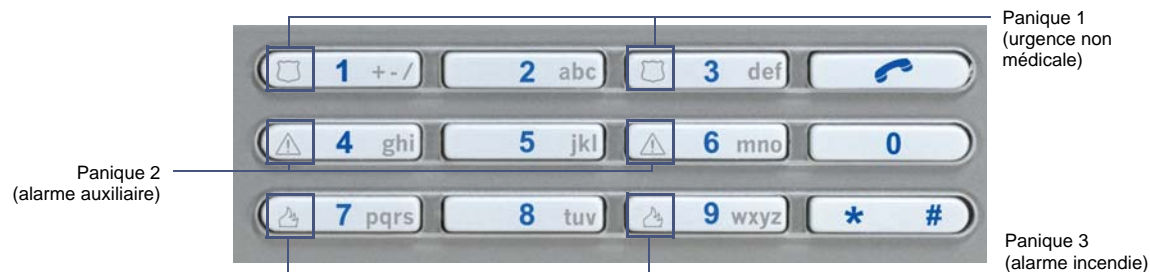 Panique 1
(urgence non
médicale)
1 +-/ 2 abc 3 def
4 ghi 5 jkl 6 mno 0
Panique 2
(alarme auxiliaire)
7 pqrs 8 tuv 9 wxyz * #
Panique 3
(alarme incendie)